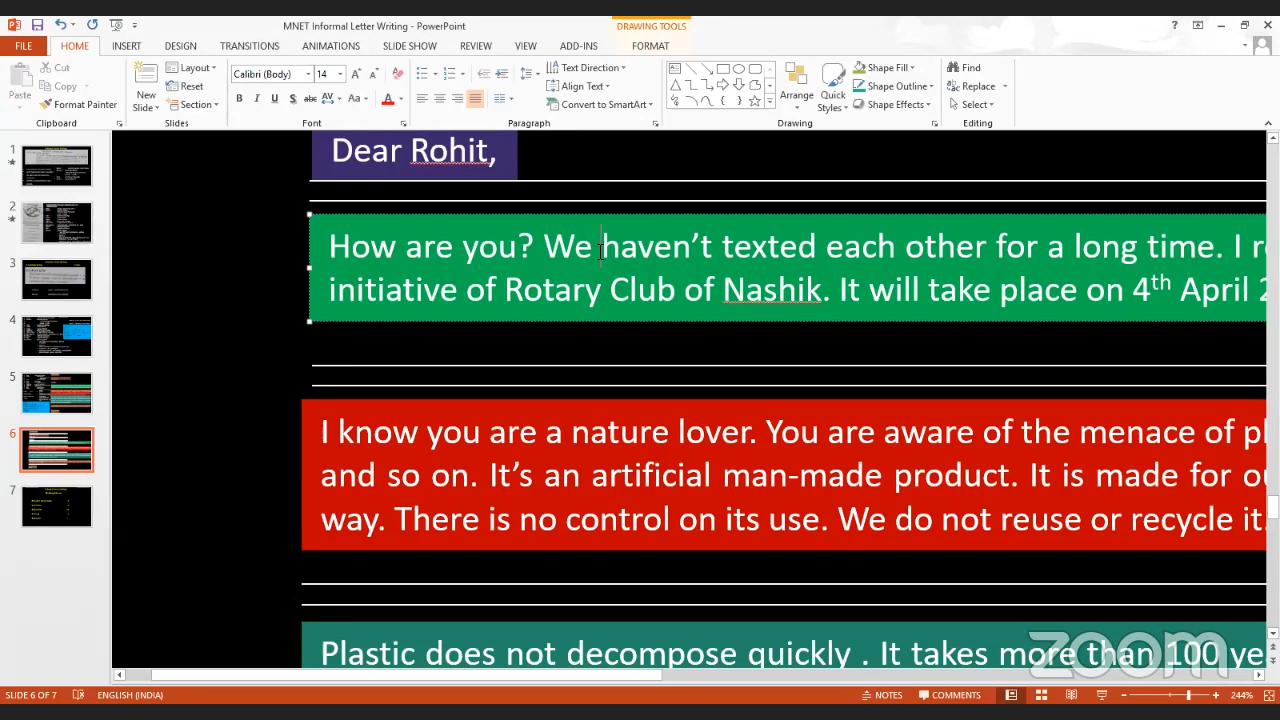 MNET Informal Letter Writing - PowerPoint
DRAWING TOOLS
FILE HOME INSERT DESIGN TRANSITIONS ANIMATIONS SLIDE SHOW REVIEW VIEW ADD-INS FORMAT
Paste
Cut
Copy
Format Painter
Clipboard
New Slide
Layout
Reset
Section
Slides
Calibri (Body) 14
Font
Text Direction
Align Text
Convert to SmartArt
Paragraph
Arrange
Quick Styles
Shape Fill
Shape Outline
Shape Effects
Drawing
Find
Replace
Select
Editing
1
2
3
4
5
6
7
Dear Rohit,
How are you? We haven't texted each other for a long time. I r
initiative – Rotary Club of Nashik. It will take place on 4th April 2
I know you are a nature lover. You are aware of the menace of pl
and so on. It's an artificial man-made product. It is made for ou
way. There is no control on its use. We do not reuse or recycle it.
Plastic does not decompose quickly . It takes more than 100 ye
zoom
SLIDE 6 OF 7 ENGLISH (INDIA) NOTES COMMENTS 244%